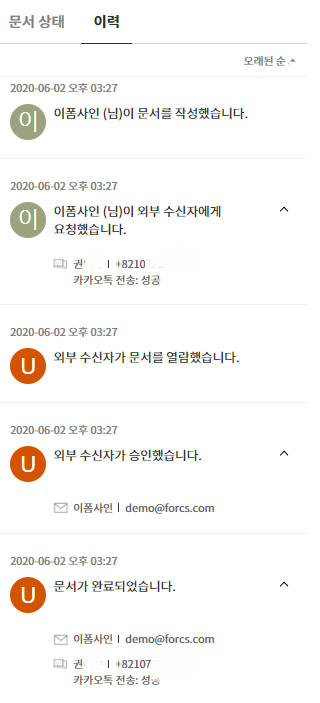 문서 상태 이력
오래된 순
2020-06-02 오후 03:27
이 이폼사인 (님)이 문서를 작성했습니다.
2020-06-02 오후 03:27
이 이폼사인 (님)이 외부 수신자에게
요청했습니다.
권 | +82107
카카오톡 전송: 성공
2020-06-02 오후 03:27
U 외부 수신자가 문서를 열람했습니다.
2020-06-02 오후 03:27
U 외부 수신자가 승인했습니다.
이폼사인 | demo@forcs.com
2020-06-02 오후 03:27
U 문서가 완료되었습니다.
이폼사인 | demo@forcs.com
권 | +82107
카카오톡 전송: 성공